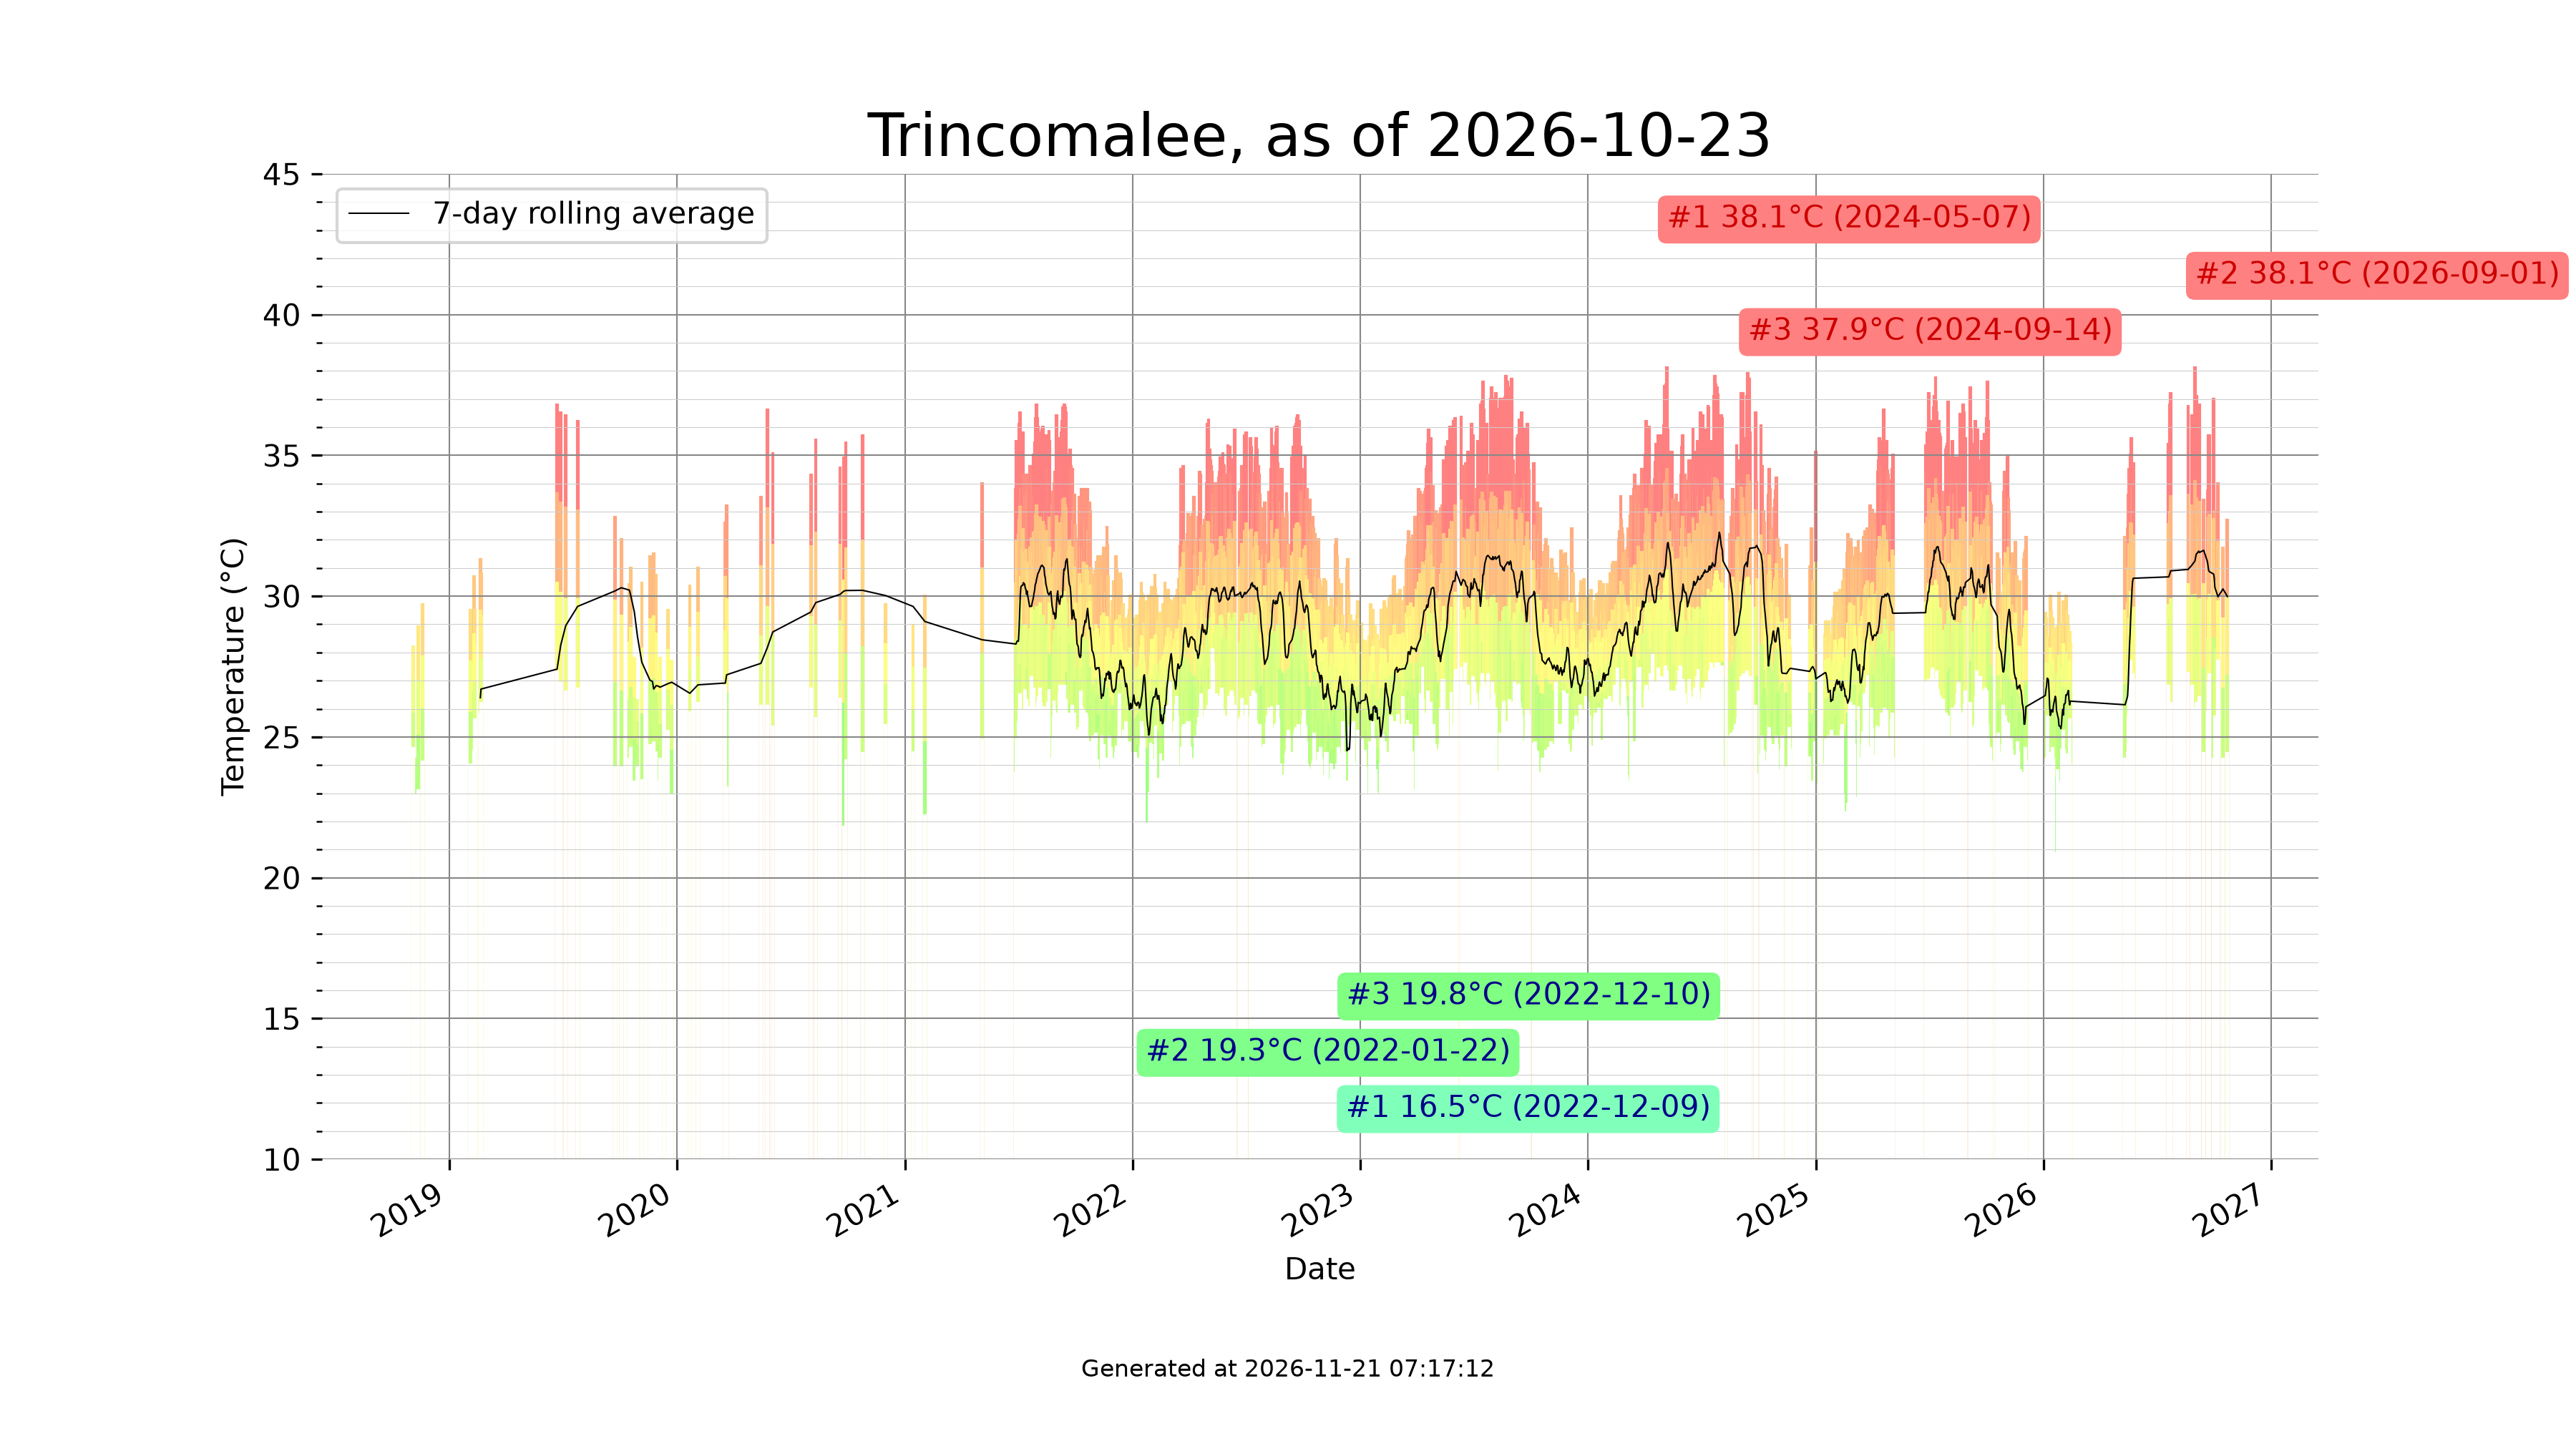 Trincomalee, as of 2026-10-23
45
7-day rolling average
#1 38.1°C (2024-05-07)
#2 38.1°C (2026-09-01)
40
#3 37.9°C (2024-09-14)
35
30
Temperature (°C)
25
20
#3 19.8°C (2022-12-10)
15
#2 19.3°C (2022-01-22)
#1 16.5°C (2022-12-09)
10
2019
2020
2021
2022
2023
2024
2025
2026
2027
Date
Generated at 2026-11-21 07:17:12